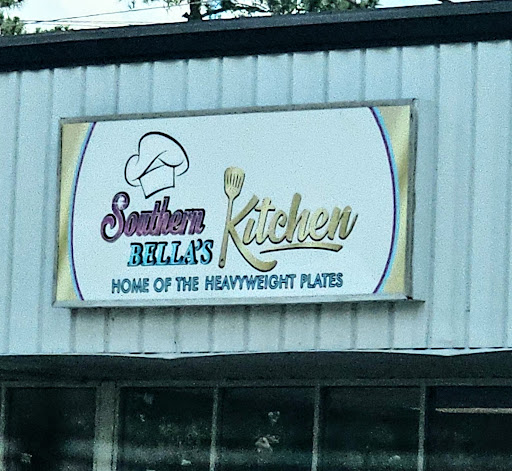 Southern
BELLA'S Kitchen
HOME OF THE HEAVYWEIGHT PLATES